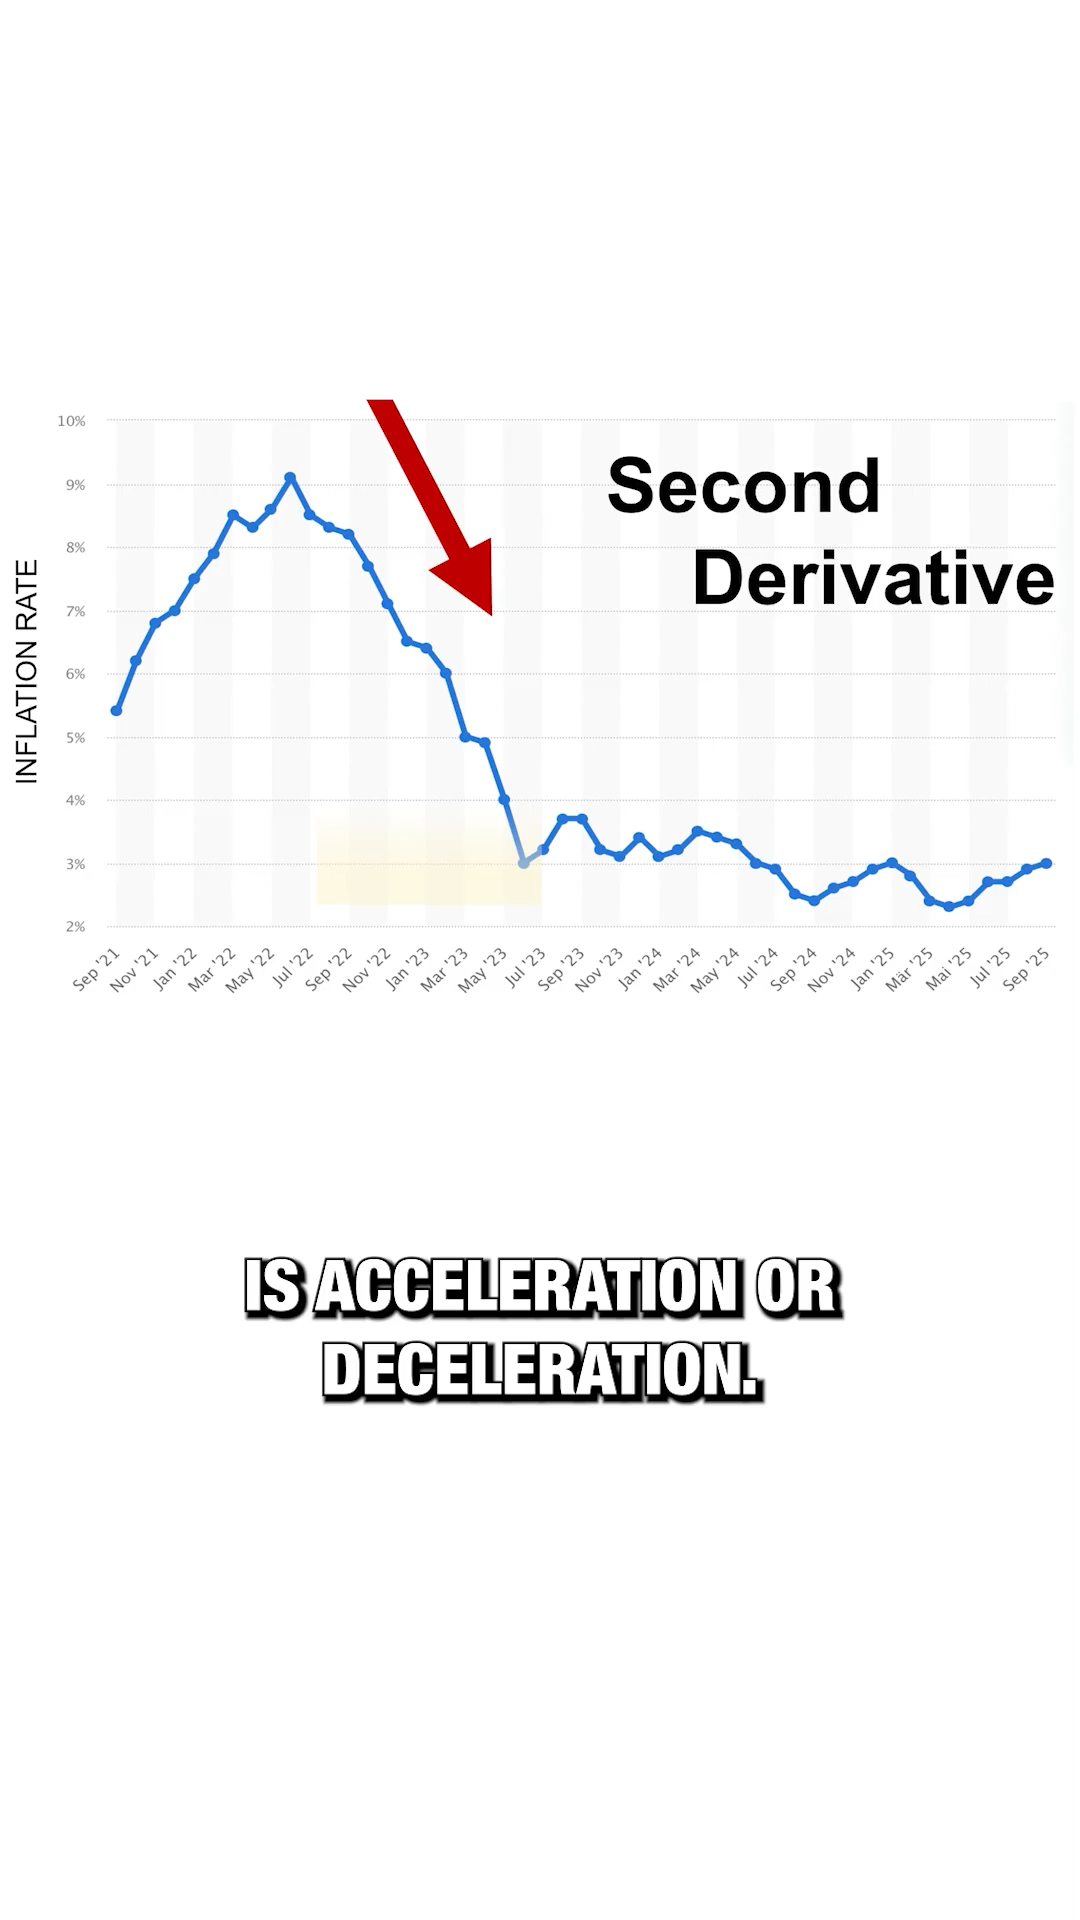 10%
Second
9%
Derivative
8%
7%
6%
5%
4%
3%
2%
INFLATION RATE
Sep '21
Nov '21
Jan '22
Mar '22
May '22
Jul '22
Sep '22
Nov '22
Jan '23
Mar '23
May '23
Jul '23
Sep '23
Nov '23
Jan '24
Mar '24
May '24
Jul '24
Sep '24
Nov '24
Jan '25
Mär '25
Mai '25
Jul '25
Sep '25
IS ACCELERATION OR
DECELERATION.